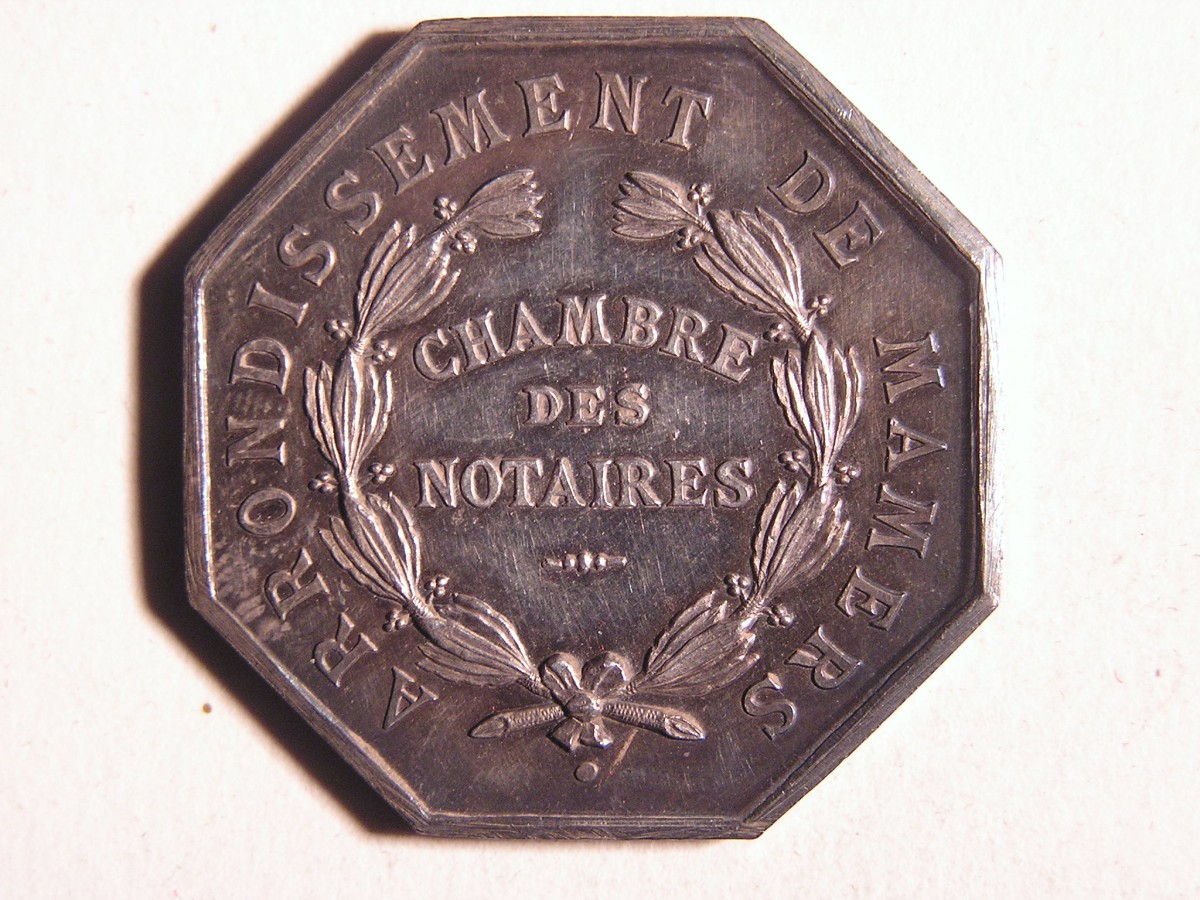 ARRONDISSEMENT DE MAMERS
CHAMBRE
DES
NOTAIRES